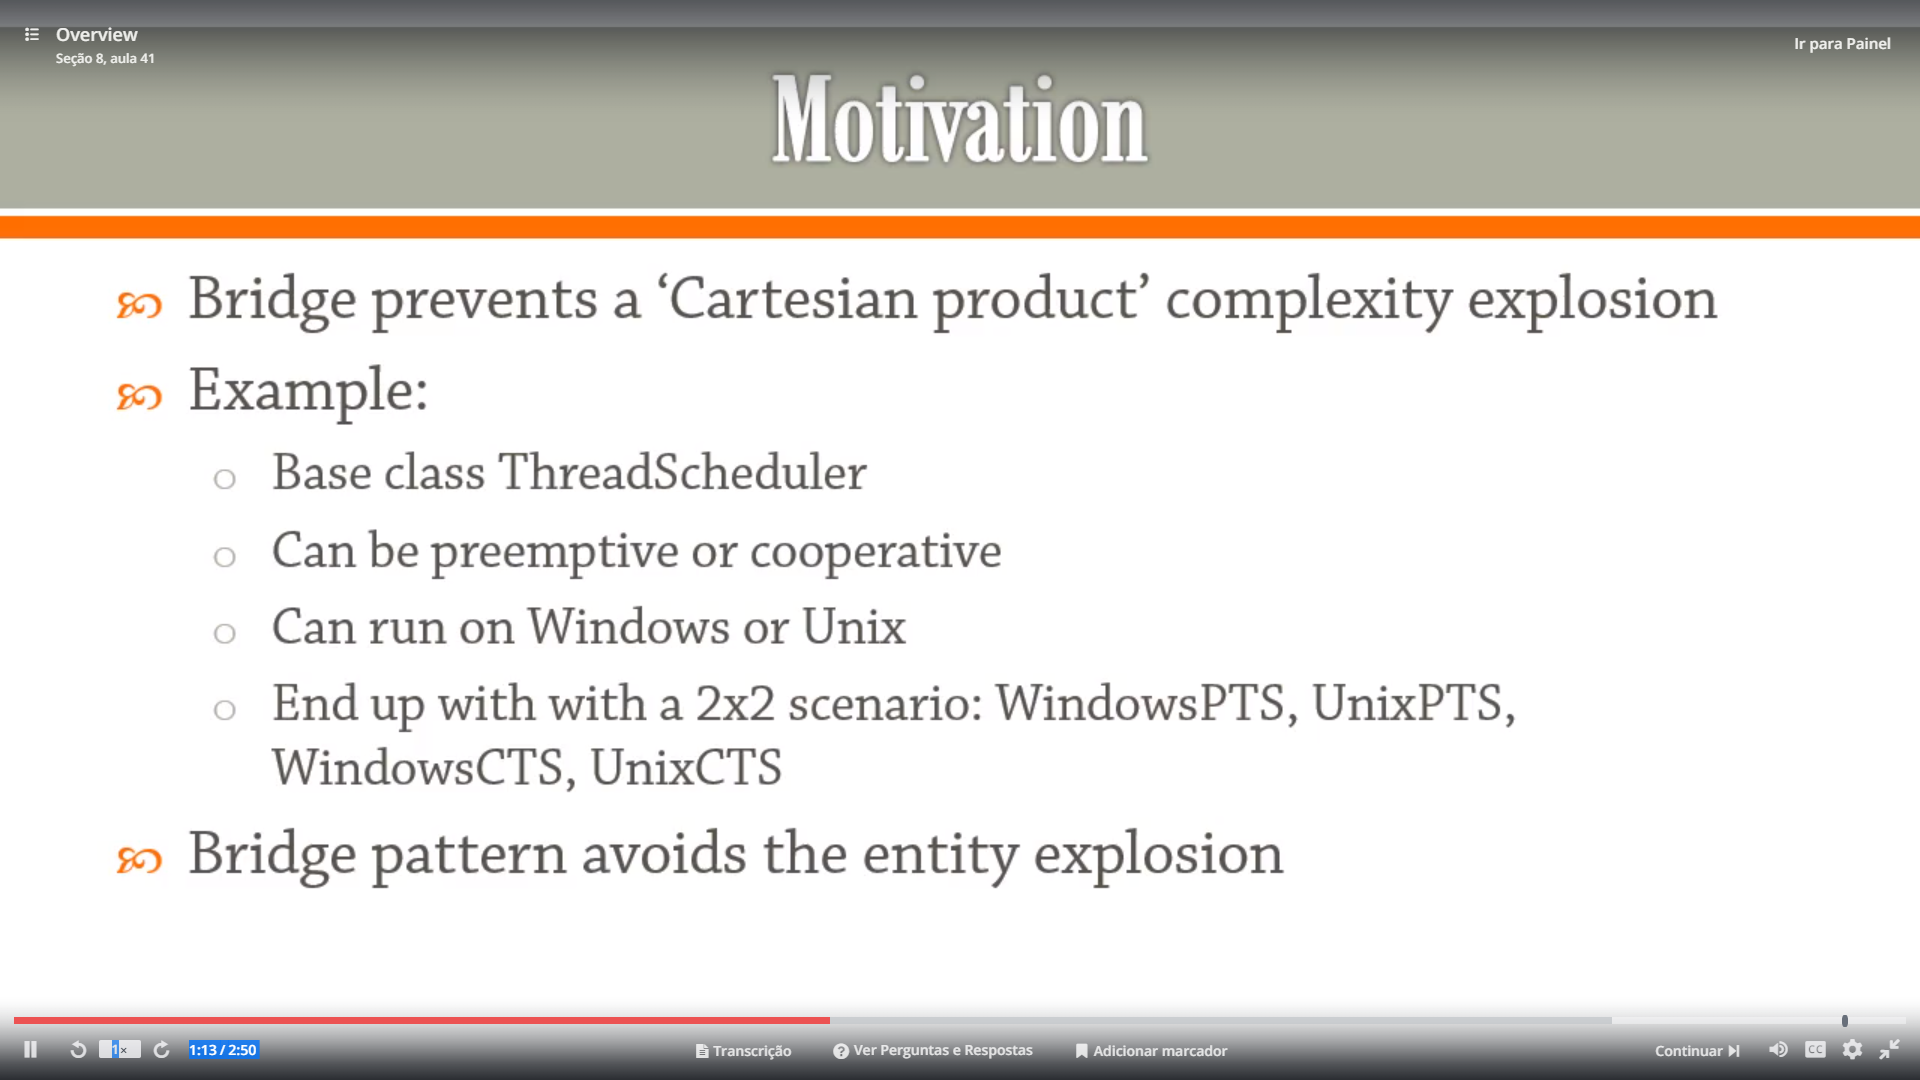 Overview
Seção 8, aula 41
Ir para Painel
Motivation
Bridge prevents a ‘Cartesian product’ complexity explosion
Example:
Base class ThreadScheduler
Can be preemptive or cooperative
Can run on Windows or Unix
End up with with a 2x2 scenario: WindowsPTS, UnixPTS,
WindowsCTS, UnixCTS
Bridge pattern avoids the entity explosion
1×
1:13 / 2:50
Transcrição
Ver Perguntas e Respostas
Adicionar marcador
Continuar
CC